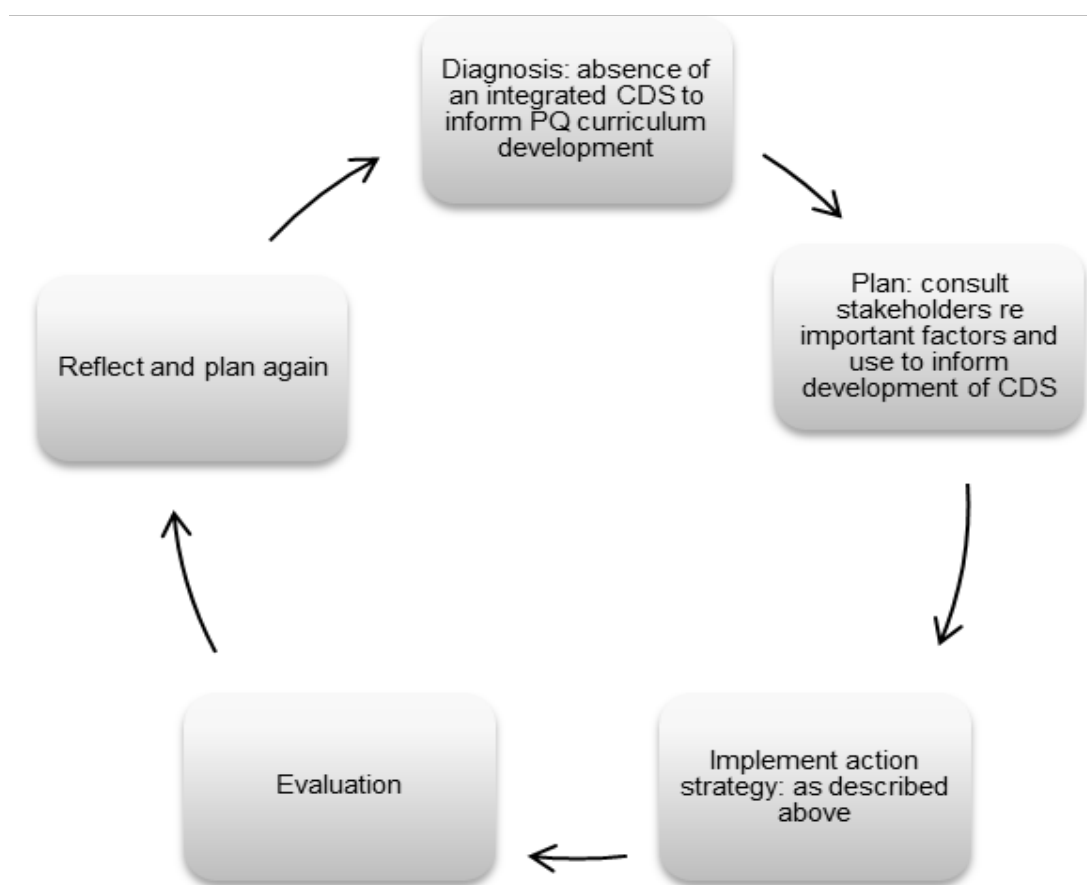 Diagnosis: absence of
an integrated CDS to
inform PQ curriculum
development
Plan: consult
stakeholders re
important factors and
use to inform
development of CDS
Implement action
strategy: as described
above
Evaluation
Reflect and plan again